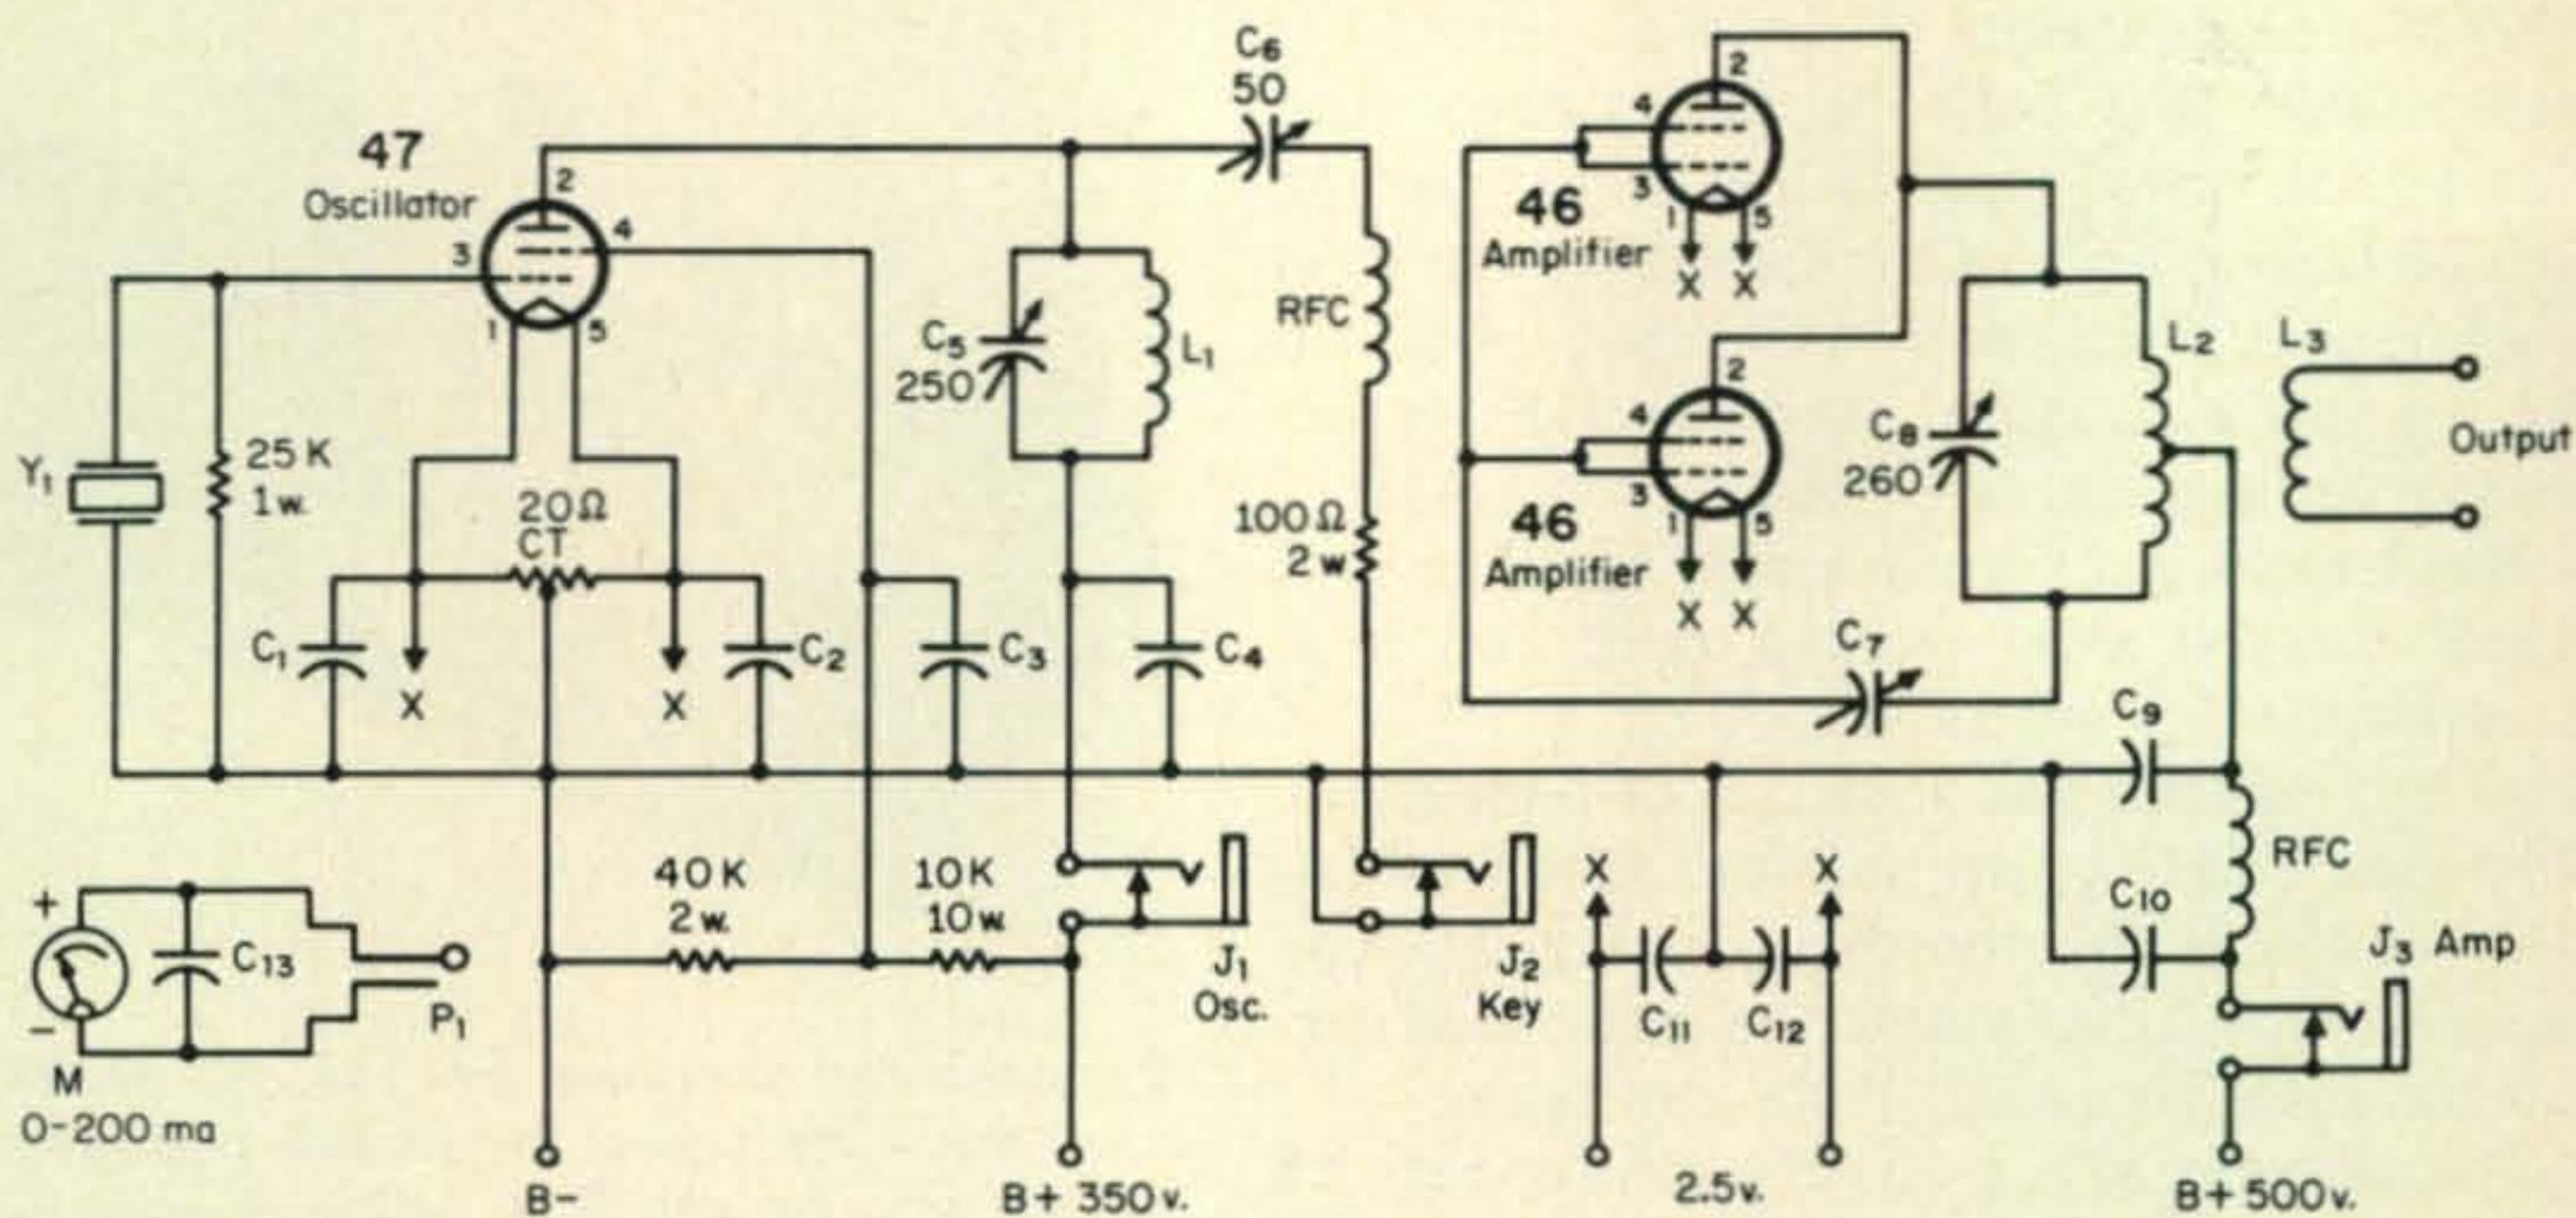 C6
50
47
Oscillator
2
3
4
1
5
Y1
25 K
1 w.
20Ω
CT
C1
X
X
C2
C3
C5
250
L1
C4
RFC
100Ω
2 w
2
4
3
46
Amplifier
1
5
X
X
2
4
3
46
Amplifier
1
5
X
X
C8
260
L2
L3
Output
C7
C9
RFC
C10
J3 Amp
+
-
M
0-200 ma
C13
P1
40 K
2 w.
10 K
10 w
J1
Osc.
J2
Key
X
X
C11
C12
B-
B+ 350 v.
2.5 v.
B+ 500 v.